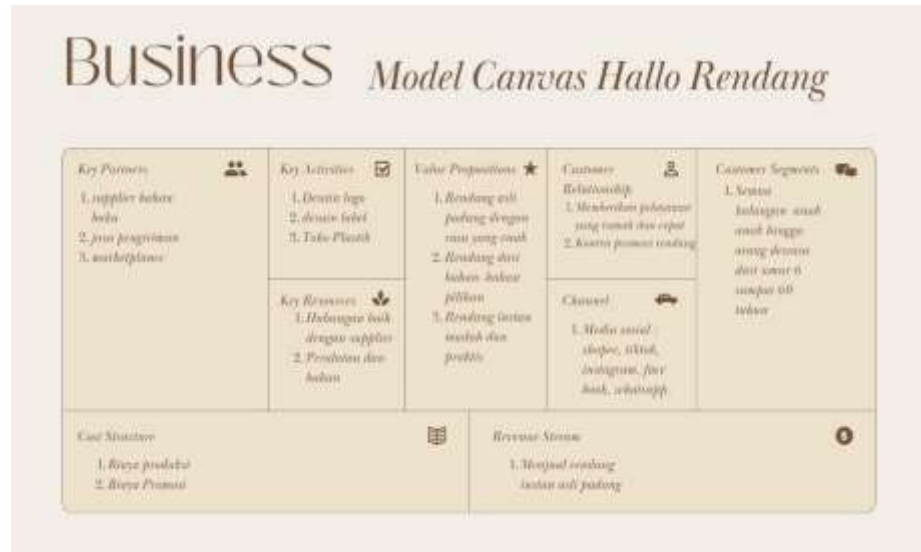 Business Model Canvas Hallo Rendang
Key Partners
1. supplier bahan
baku
2. jasa pengiriman
3. marketplance
Key Activities
1. Desain logo
2. desain label
3. Toko Plastik
Key Resources
1. Hubungan baik
dengan supplier
2. Peralatan dan
bahan
Value Propositions
1. Rendang asli
padang dengan
rasa yang enak
2. Rendang dari
bahan-bahan
pilihan
3. Rendang instan
mudah dan
praktis
Customer
Relationship
1. Memberikan pelayanan
yang ramah dan cepat
2. promosi rendang
Channel
1. Media sosial :
shopee, tiktok,
instagram, face
book, whatsapp
Customer Segments
1. Semua
kalangan anak
anak hingga
orang dewasa
dari umur 6
sampai 60
tahun
Cost Structure
1. Biaya produksi
2. Biaya Promosi
Revenue Stream
1. Menjual rendang
instan asli padang